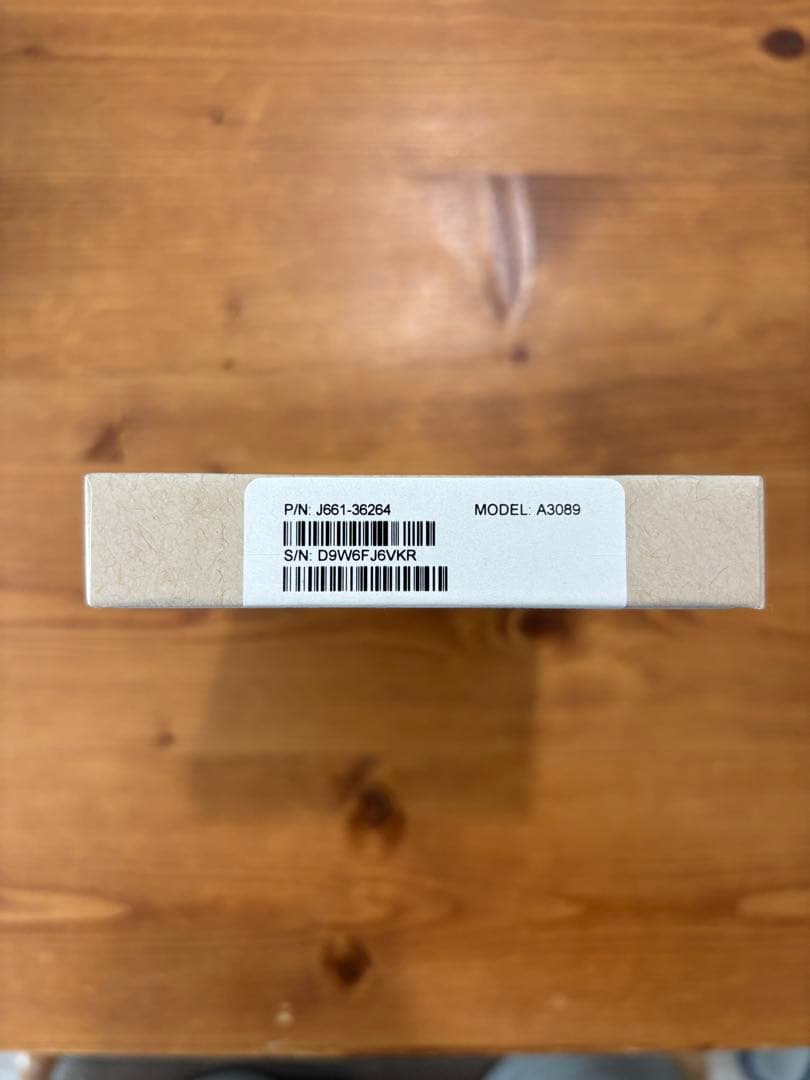 P/N: J661-36264 MODEL: A3089
S/N: D9W6FJ6VKR